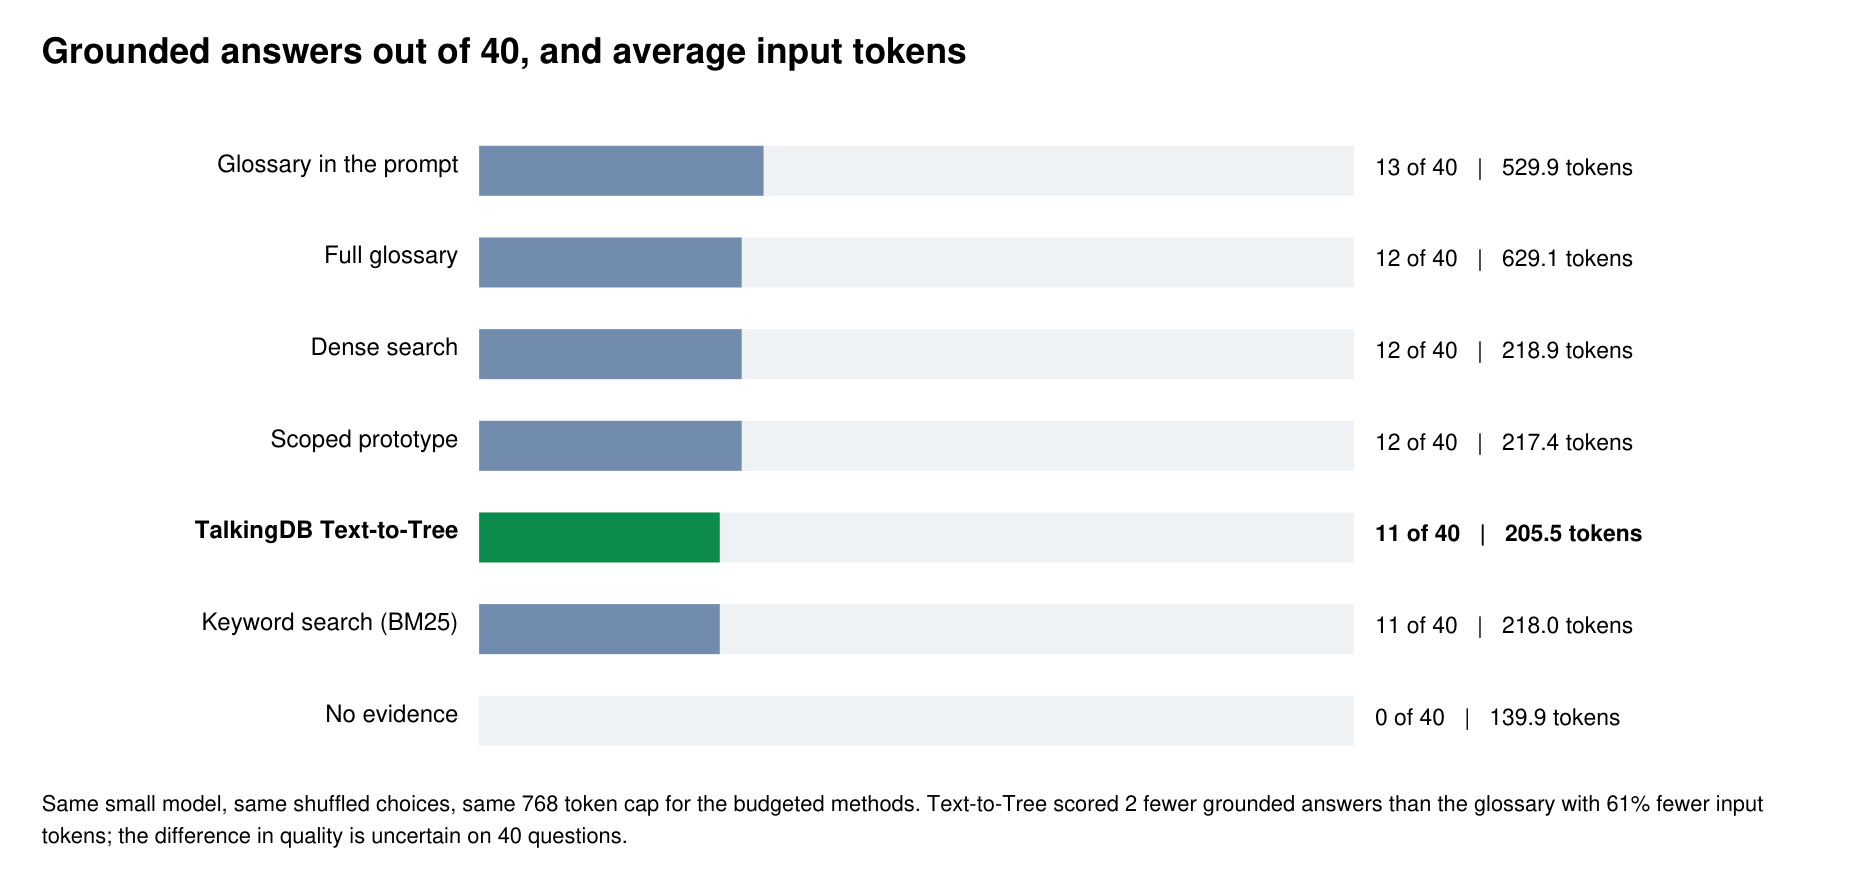 Grounded answers out of 40, and average input tokens
Glossary in the prompt 13 of 40 | 529.9 tokens
Full glossary 12 of 40 | 629.1 tokens
Dense search 12 of 40 | 218.9 tokens
Scoped prototype 12 of 40 | 217.4 tokens
TalkingDB Text-to-Tree 11 of 40 | 205.5 tokens
Keyword search (BM25) 11 of 40 | 218.0 tokens
No evidence 0 of 40 | 139.9 tokens
Same small model, same shuffled choices, same 768 token cap for the budgeted methods. Text-to-Tree scored 2 fewer grounded answers than the glossary with 61% fewer input
tokens; the difference in quality is uncertain on 40 questions.